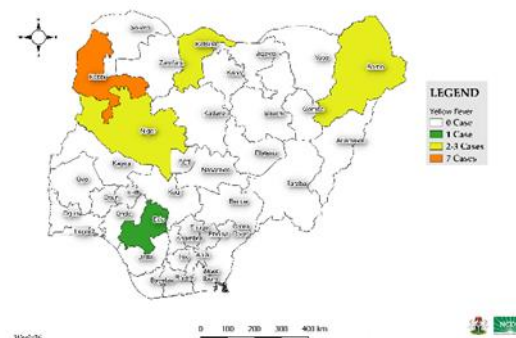 Sokoto
Katsina
Zamfara
Kebbi
Kano
Jigawa
Yobe
Borno
Kaduna
Bauchi
Gombe
Adamawa
Niger
Plateau
FCT
Nasarawa
Kwara
Taraba
Benue
Kogi
Oyo
Osun
Ekiti
Ondo
Ogun
Lagos
Edo
Delta
Enugu
Anambra
Ebonyi
Cross
River
Imo
Abia
Bayelsa
Rivers
Akwa
Ibom
LEGEND
Yellow Fever
0 Case
1 Case
2-3 Cases
7 Cases
0 100 200 300 400 km
NCDC